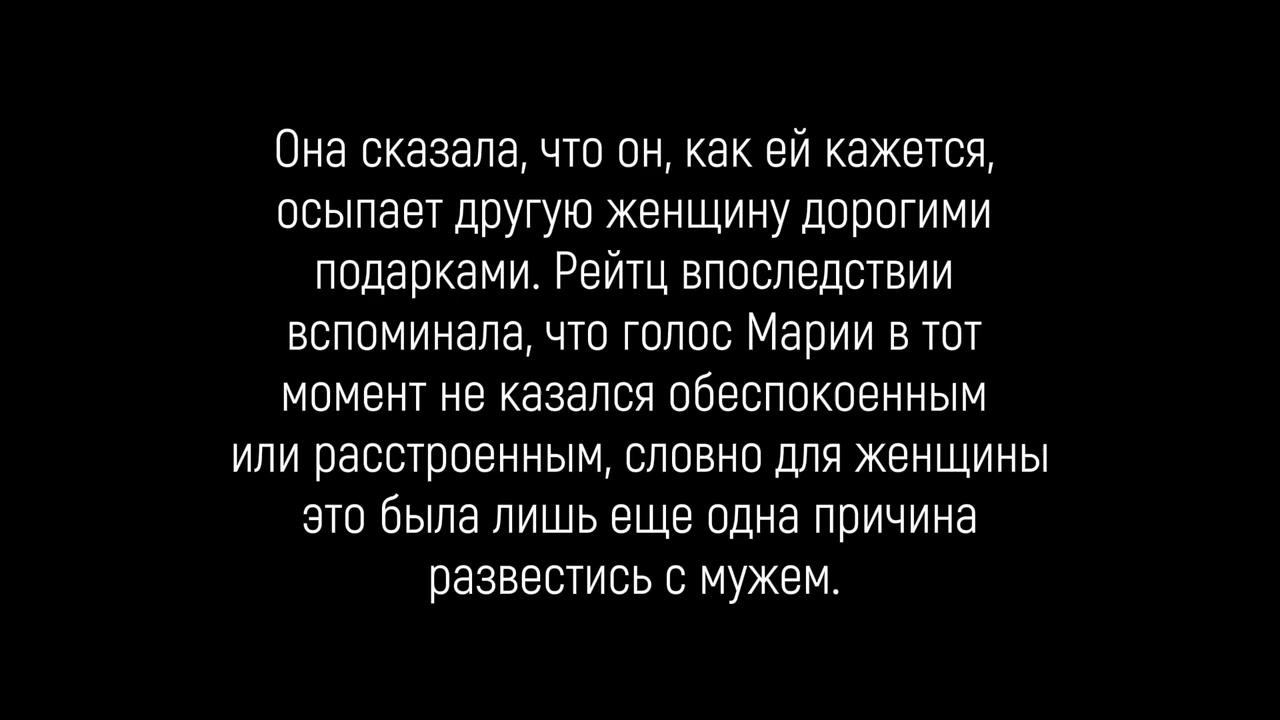 Она сказала, что он, как ей кажется,
осыпает другую женщину дорогими
подарками. Рейтц впоследствии
вспоминала, что голос Марии в тот
момент не казался обеспокоенным
или расстроенным, словно для женщины
это была лишь еще одна причина
развестись с мужем.